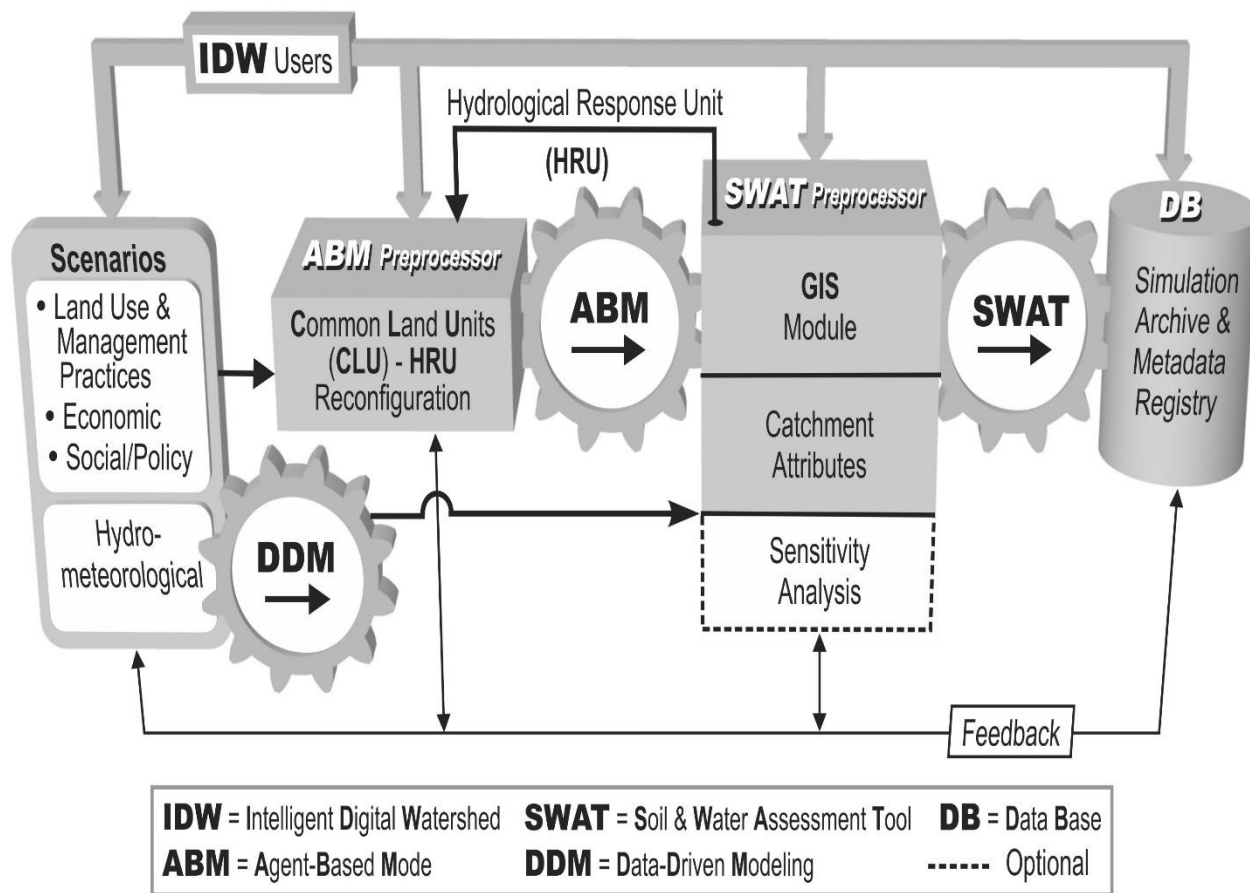 IDW Users
Hydrological Response Unit
(HRU)
Scenarios
• Land Use &
Management
Practices
• Economic
• Social/Policy
Hydro-
meteorological
DDM
ABM Preprocessor
Common Land Units
(CLU) - HRU
Reconfiguration
ABM
SWAT Preprocessor
GIS
Module
Catchment
Attributes
Sensitivity
Analysis
SWAT
DB
Simulation
Archive &
Metadata
Registry
Feedback
IDW = Intelligent Digital Watershed SWAT = Soil & Water Assessment Tool DB = Data Base
ABM = Agent-Based Mode DDM = Data-Driven Modeling ----- Optional